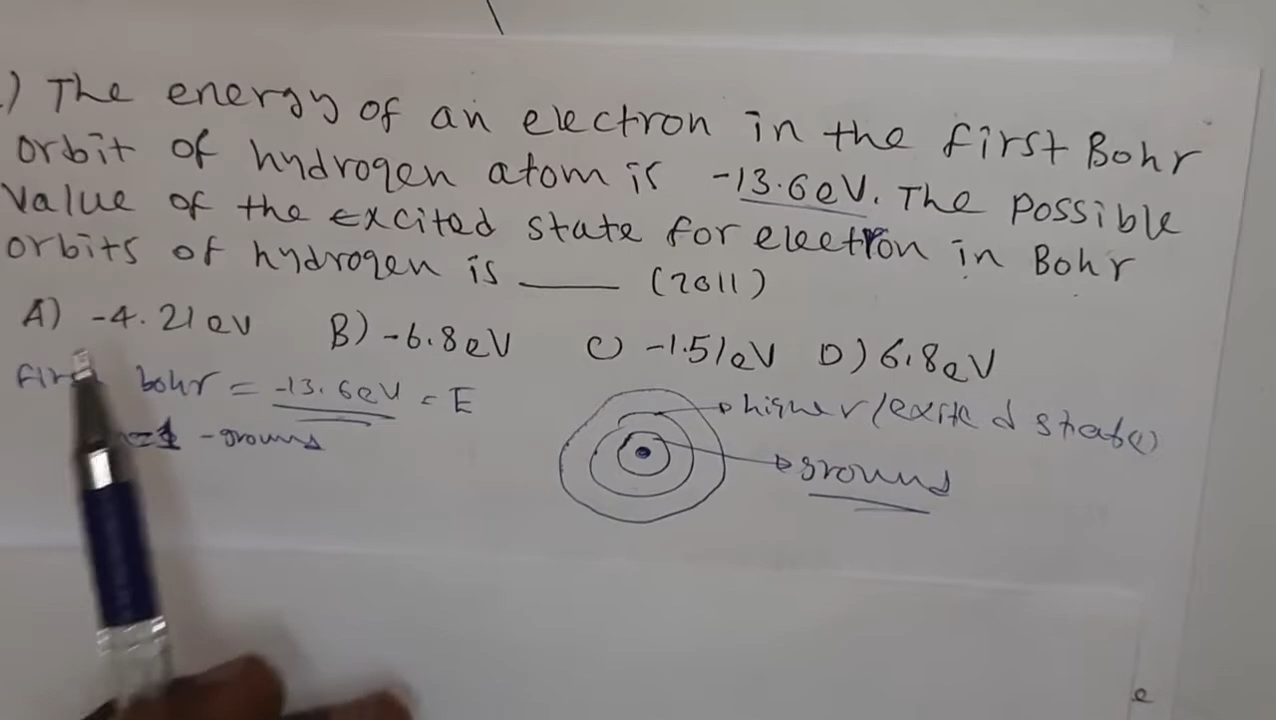 .) The energy of an electron in the first Bohr
orbit of hydrogen atom is -13.6eV. The possible
Value of the excited state for electron in Bohr
orbits of hydrogen is ____ (2011)
A) -4.21eV B) -6.8eV C) -1.51eV D) 6.8eV
bohr = -13.6eV = E
higher/excited state(s)
=1 - ground
ground
e